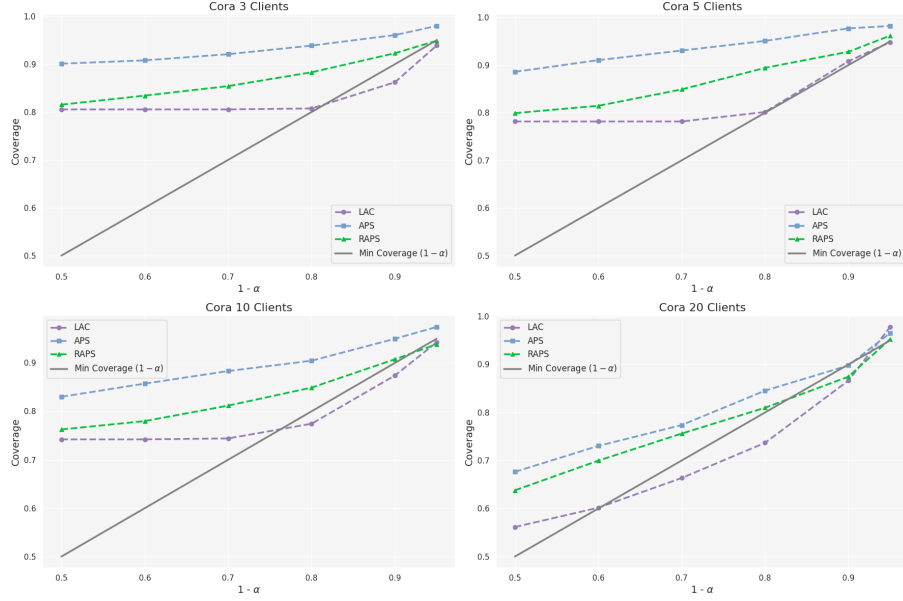 Cora 3 Clients
Coverage
1.0
0.9
0.8
0.7
0.6
0.5
0.5 0.6 0.7 0.8 0.9
1 - α
LAC
APS
RAPS
Min Coverage (1 − α)
Cora 5 Clients
Coverage
1.0
0.9
0.8
0.7
0.6
0.5
0.5 0.6 0.7 0.8 0.9
1 - α
LAC
APS
RAPS
Min Coverage (1 − α)
Cora 10 Clients
Coverage
0.9
0.8
0.7
0.6
0.5
0.5 0.6 0.7 0.8 0.9
1 - α
LAC
APS
RAPS
Min Coverage (1 − α)
Cora 20 Clients
Coverage
1.0
0.9
0.8
0.7
0.6
0.5
0.5 0.6 0.7 0.8 0.9
1 - α
LAC
APS
RAPS
Min Coverage (1 − α)